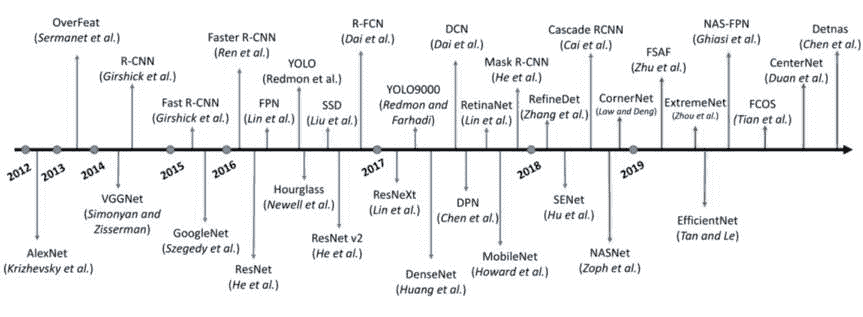 OverFeat
(Sermanet et al.)
R-CNN
(Girshick et al.)
Fast R-CNN
(Girshick et al.)
Faster R-CNN
(Ren et al.)
FPN
(Lin et al.)
YOLO
(Redmon et al.)
SSD
(Liu et al.)
R-FCN
(Dai et al.)
YOLO9000
(Redmon and
Farhadi)
DCN
(Dai et al.)
RetinaNet
(Lin et al.)
Mask R-CNN
(He et al.)
RefineDet
(Zhang et al.)
Cascade RCNN
(Cai et al.)
CornerNet
(Law and Deng)
FSAF
(Zhu et al.)
ExtremeNet
(Zhou et al.)
NAS-FPN
(Ghiasi et al.)
FCOS
(Tian et al.)
CenterNet
(Duan et al.)
Detnas
(Chen et al.)
2012
2013
2014
2015
2016
2017
2018
2019
AlexNet
(Krizhevsky et al.)
VGGNet
(Simonyan and
Zisserman)
GoogleNet
(Szegedy et al.)
ResNet
(He et al.)
Hourglass
(Newell et al.)
ResNet v2
(He et al.)
ResNeXt
(Lin et al.)
DenseNet
(Huang et al.)
DPN
(Chen et al.)
MobileNet
(Howard et al.)
SENet
(Hu et al.)
NASNet
(Zoph et al.)
EfficientNet
(Tan and Le)